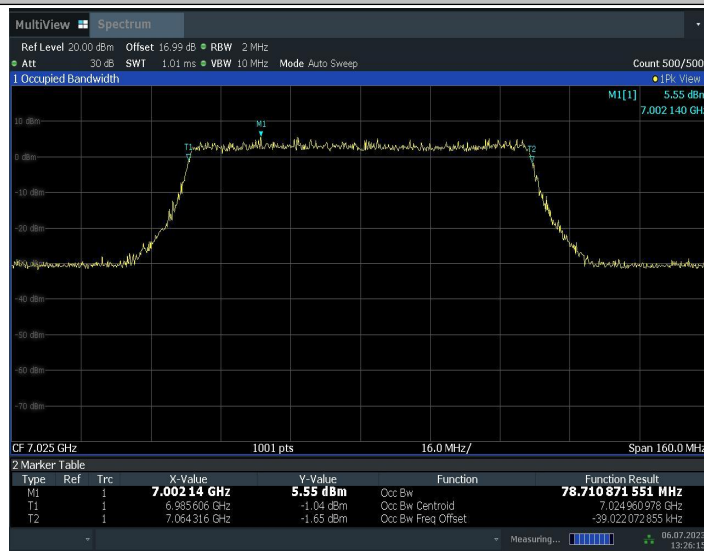 MultiView Spectrum
Ref Level 20.00 dBm Offset 16.99 dB RBW 2 MHz
Att 30 dB SWT 1.01 ms VBW 10 MHz Mode Auto Sweep Count 500/500
1 Occupied Bandwidth 1Pk View
M1[1] 5.55 dBm
7.002 140 GHz
10 dBm
M1
T1
T2
0 dBm
-10 dBm
-20 dBm
-40 dBm
-50 dBm
-60 dBm
-70 dBm
CF 7.025 GHz 1001 pts 16.0 MHz/ Span 160.0 MHz
2 Marker Table
Type Ref Trc X-Value Y-Value Function Function Result
M1 1 7.002 14 GHz 5.55 dBm Occ Bw 78.710 871 551 MHz
T1 1 6.985 606 GHz -1.04 dBm Occ Bw Centroid 7.024 960 978 GHz
T2 1 7.064 316 GHz -1.65 dBm Occ Bw Freq Offset -39.022 072 855 kHz
Measuring... 06.07.2023
13:26:15